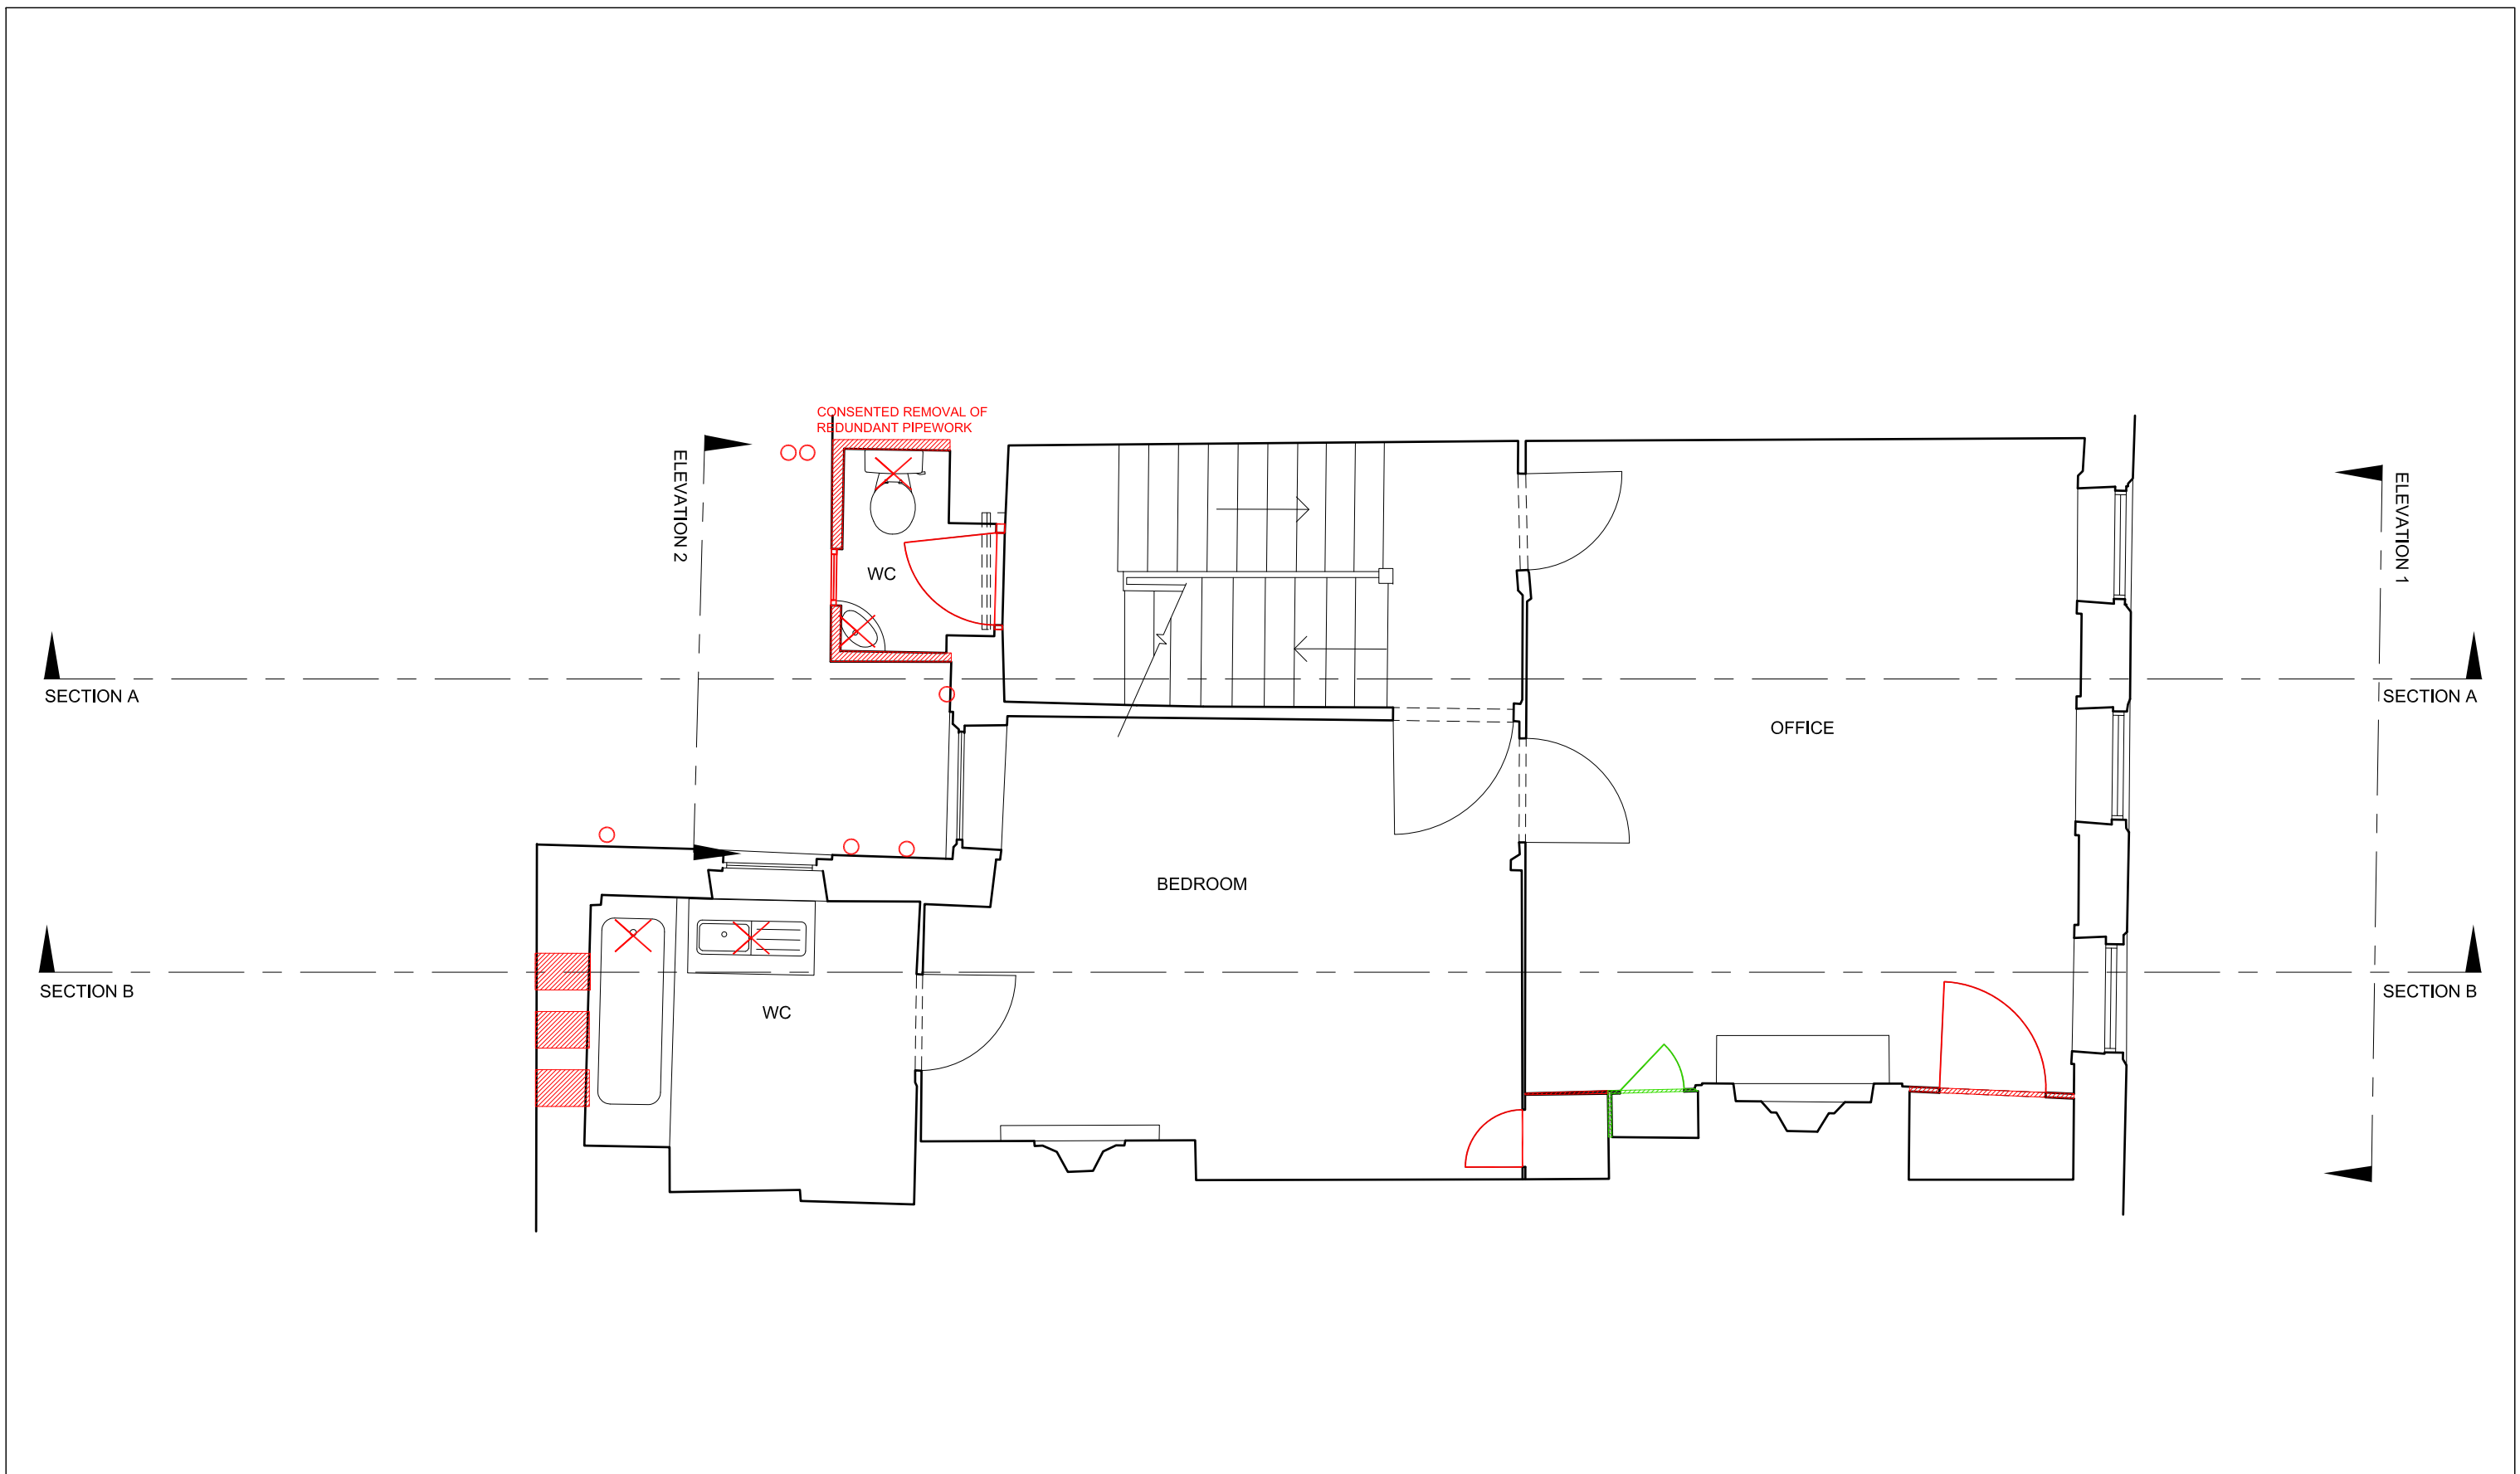 CONSENTED REMOVAL OF
REDUNDANT PIPEWORK
ELEVATION 2
ELEVATION 1
WC
SECTION A
SECTION A
OFFICE
BEDROOM
SECTION B
SECTION B
WC